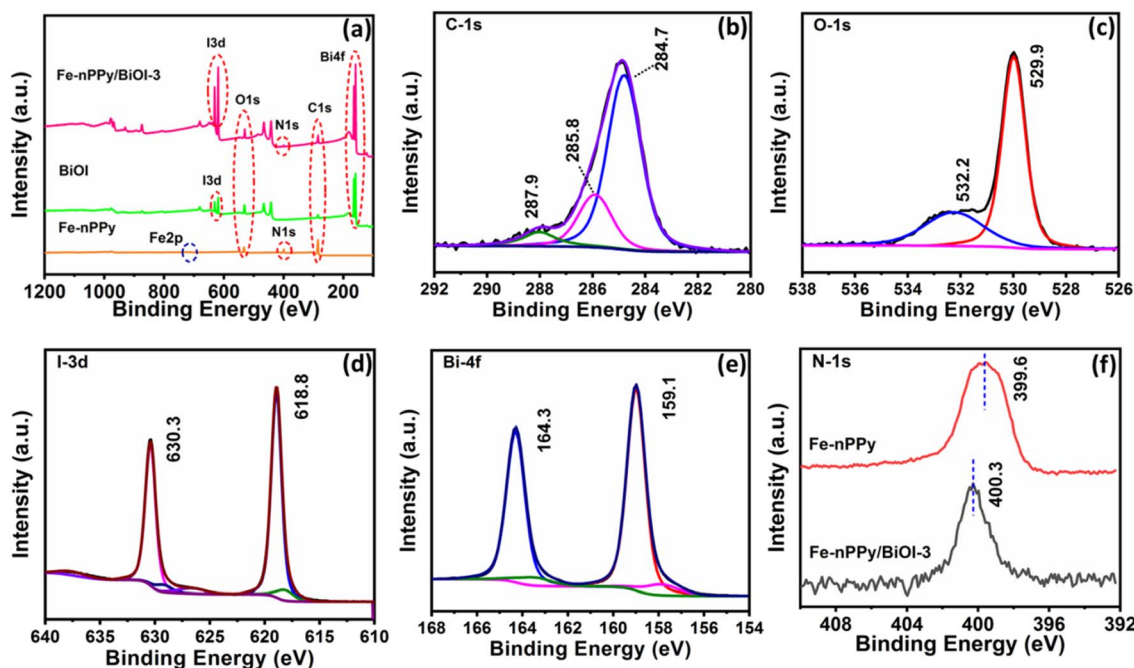 (a)
I3d
Bi4f
Fe-nPPy/BiOI-3
O1s
C1s
N1s
BiOI
I3d
Fe-nPPy
Fe2p
N1s
Intensity (a.u.)
1200 1000 800 600 400 200
Binding Energy (eV)
C-1s
(b)
284.7
285.8
287.9
Intensity (a.u.)
292 290 288 286 284 282 280
Binding Energy (eV)
O-1s
(c)
529.9
532.2
Intensity (a.u.)
538 536 534 532 530 528 526
Binding Energy (eV)
I-3d
(d)
618.8
630.3
Intensity (a.u.)
640 635 630 625 620 615 610
Binding Energy (eV)
Bi-4f
(e)
159.1
164.3
Intensity (a.u.)
168 166 164 162 160 158 156 154
Binding Energy (eV)
N-1s
(f)
399.6
Fe-nPPy
400.3
Fe-nPPy/BiOI-3
Intensity (a.u.)
408 404 400 396 392
Binding Energy (eV)